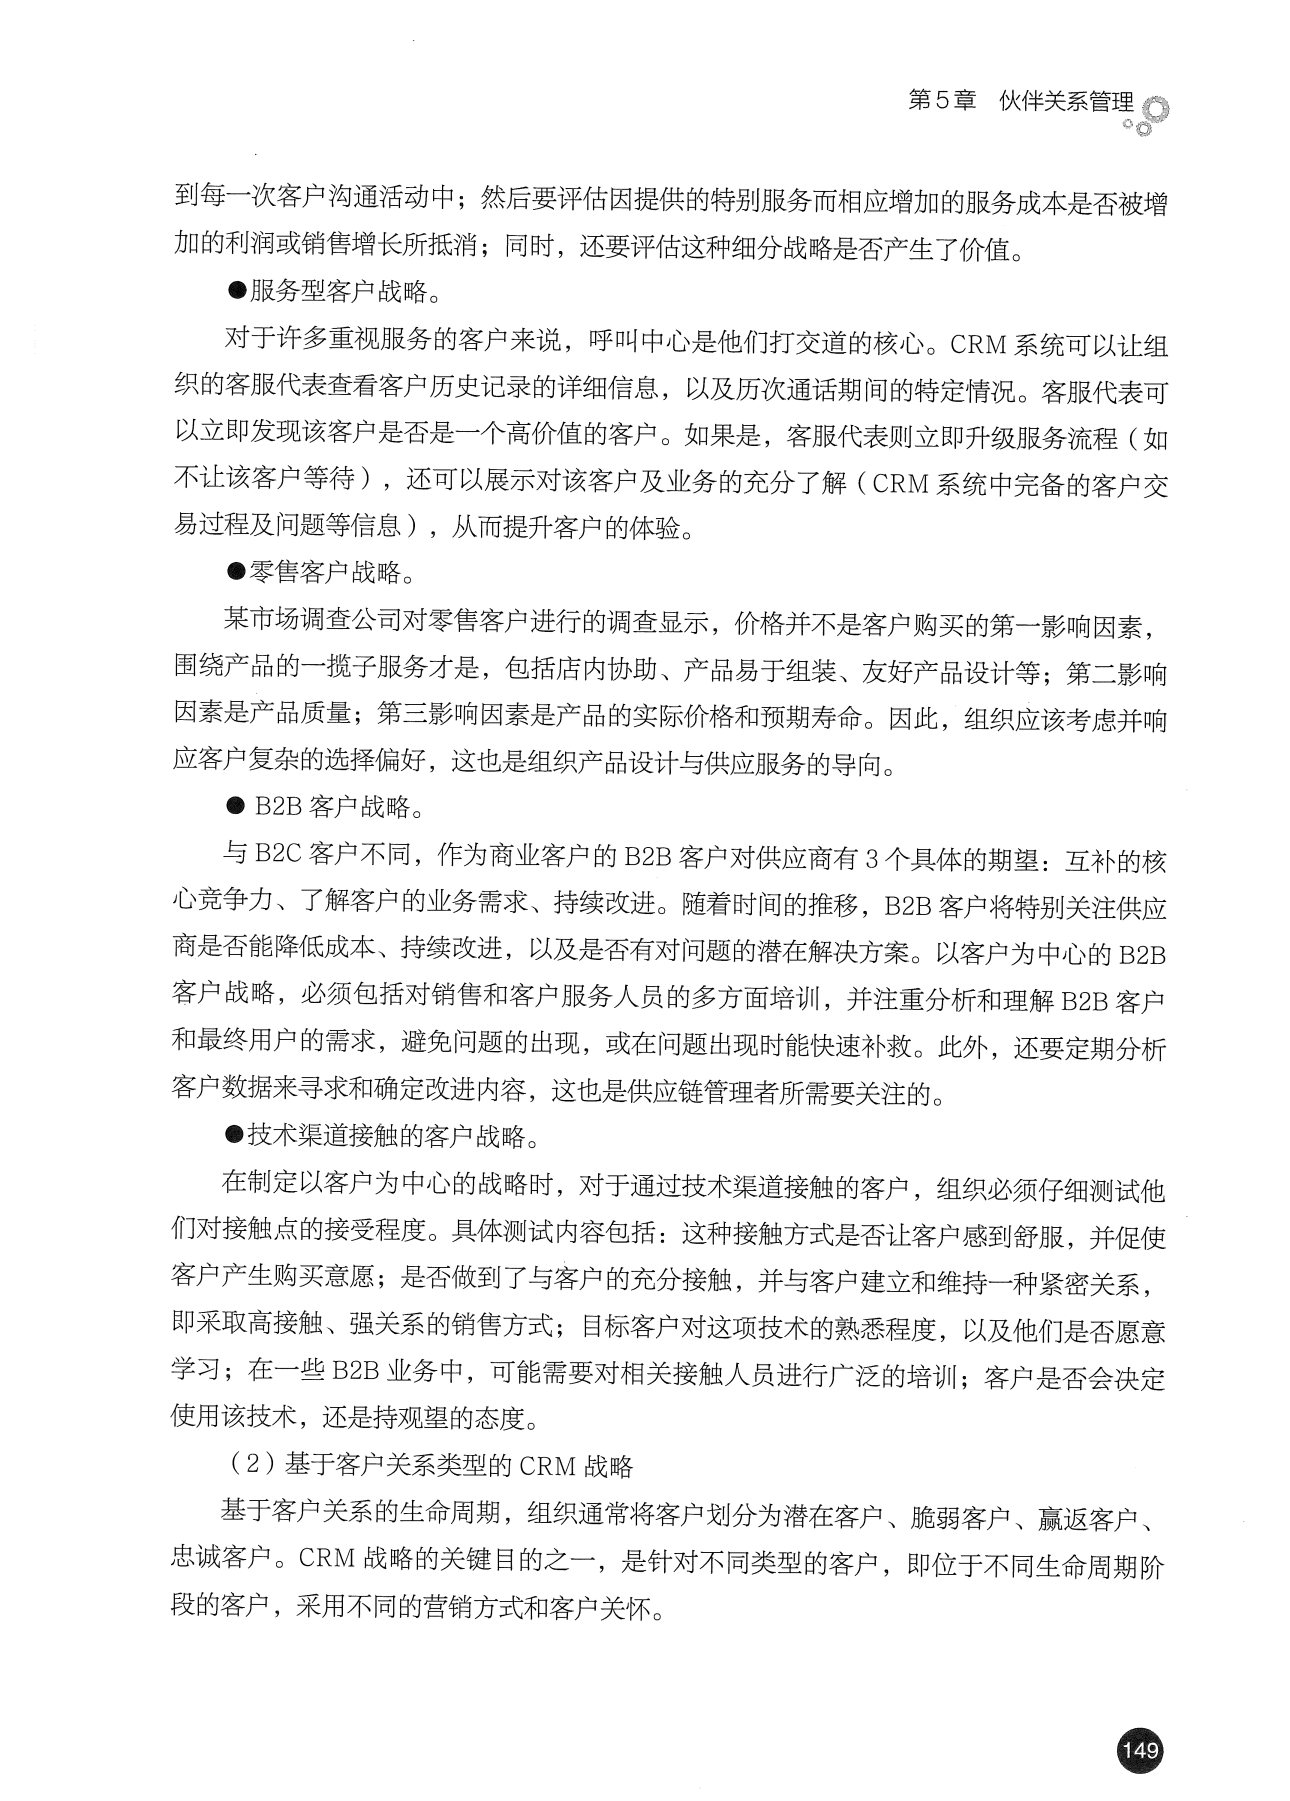 第5章　伙伴关系管理
到每一次客户沟通活动中；然后要评估因提供的特别服务而相应增加的服务成本是否被增
加的利润或销售增长所抵消；同时，还要评估这种细分战略是否产生了价值。
●服务型客户战略。
对于许多重视服务的客户来说，呼叫中心是他们打交道的核心。CRM 系统可以让组
织的客服代表查看客户历史记录的详细信息，以及历次通话期间的特定情况。客服代表可
以立即发现该客户是否是一个高价值的客户。如果是，客服代表则立即升级服务流程（如
不让该客户等待），还可以展示对该客户及业务的充分了解（CRM 系统中完备的客户交
易过程及问题等信息），从而提升客户的体验。
●零售客户战略。
某市场调查公司对零售客户进行的调查显示，价格并不是客户购买的第一影响因素，
围绕产品的一揽子服务才是，包括店内协助、产品易于组装、友好产品设计等；第二影响
因素是产品质量；第三影响因素是产品的实际价格和预期寿命。因此，组织应该考虑并响
应客户复杂的选择偏好，这也是组织产品设计与供应服务的导向。
● B2B 客户战略。
与 B2C 客户不同，作为商业客户的 B2B 客户对供应商有 3 个具体的期望：互补的核
心竞争力、了解客户的业务需求、持续改进。随着时间的推移，B2B 客户将特别关注供应
商是否能降低成本、持续改进，以及是否有对问题的潜在解决方案。以客户为中心的 B2B
客户战略，必须包括对销售和客户服务人员的多方面培训，并注重分析和理解 B2B 客户
和最终用户的需求，避免问题的出现，或在问题出现时能快速补救。此外，还要定期分析
客户数据来寻求和确定改进内容，这也是供应链管理者所需要关注的。
●技术渠道接触的客户战略。
在制定以客户为中心的战略时，对于通过技术渠道接触的客户，组织必须仔细测试他
们对接触点的接受程度。具体测试内容包括：这种接触方式是否让客户感到舒服，并促使
客户产生购买意愿；是否做到了与客户的充分接触，并与客户建立和维持一种紧密关系，
即采取高接触、强关系的销售方式；目标客户对这项技术的熟悉程度，以及他们是否愿意
学习；在一些 B2B 业务中，可能需要对相关接触人员进行广泛的培训；客户是否会决定
使用该技术，还是持观望的态度。
（2）基于客户关系类型的 CRM 战略
基于客户关系的生命周期，组织通常将客户划分为潜在客户、脆弱客户、赢返客户、
忠诚客户。CRM 战略的关键目的之一，是针对不同类型的客户，即位于不同生命周期阶
段的客户，采用不同的营销方式和客户关怀。
149